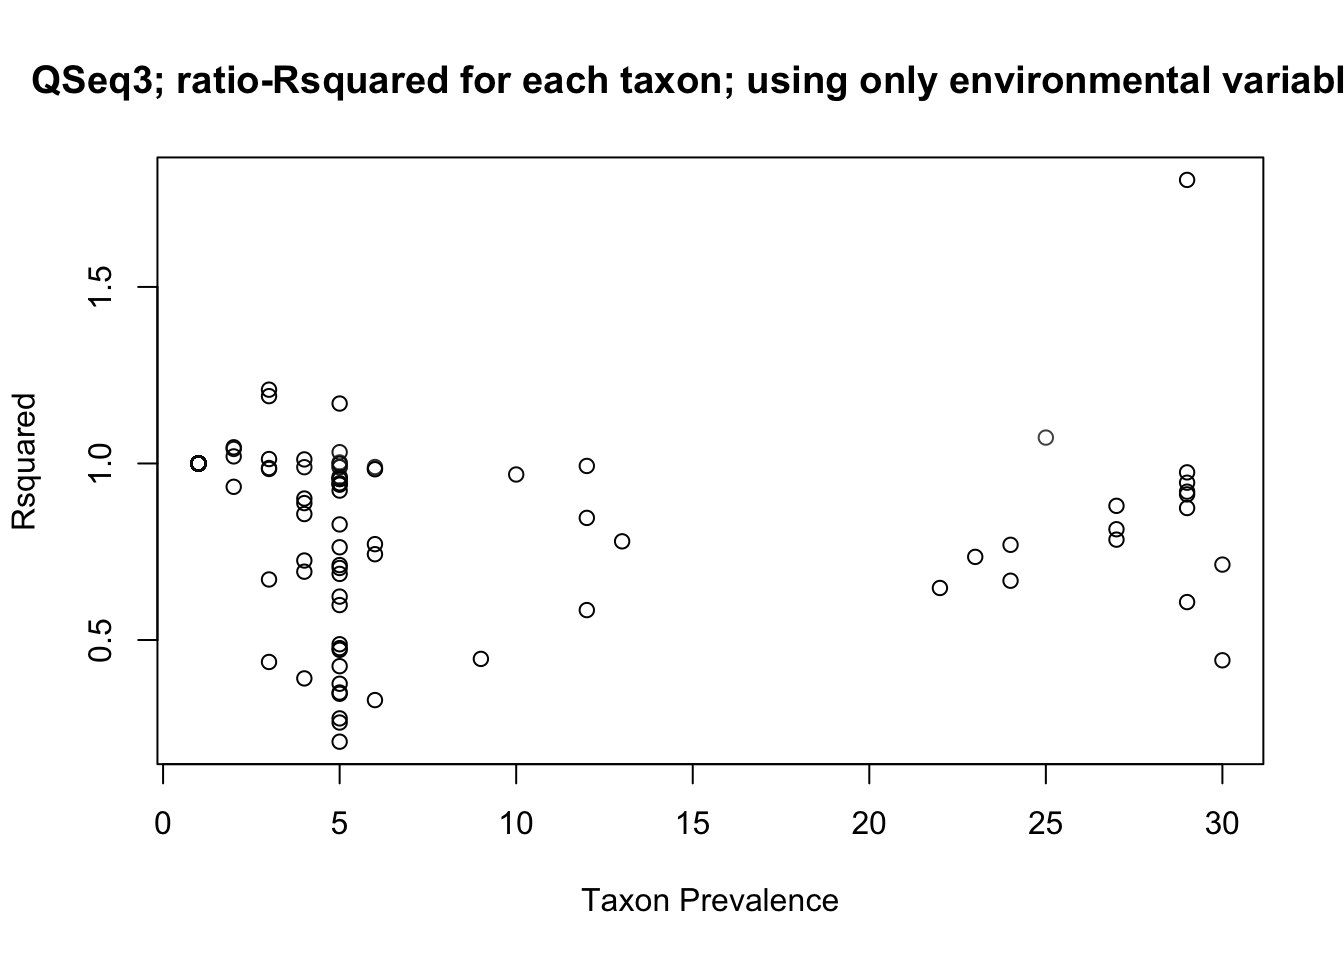 QSeq3; ratio-Rsquared for each taxon; using only environmental variabl
Rsquared
1.5
1.0
0.5
0 5 10 15 20 25 30
Taxon Prevalence